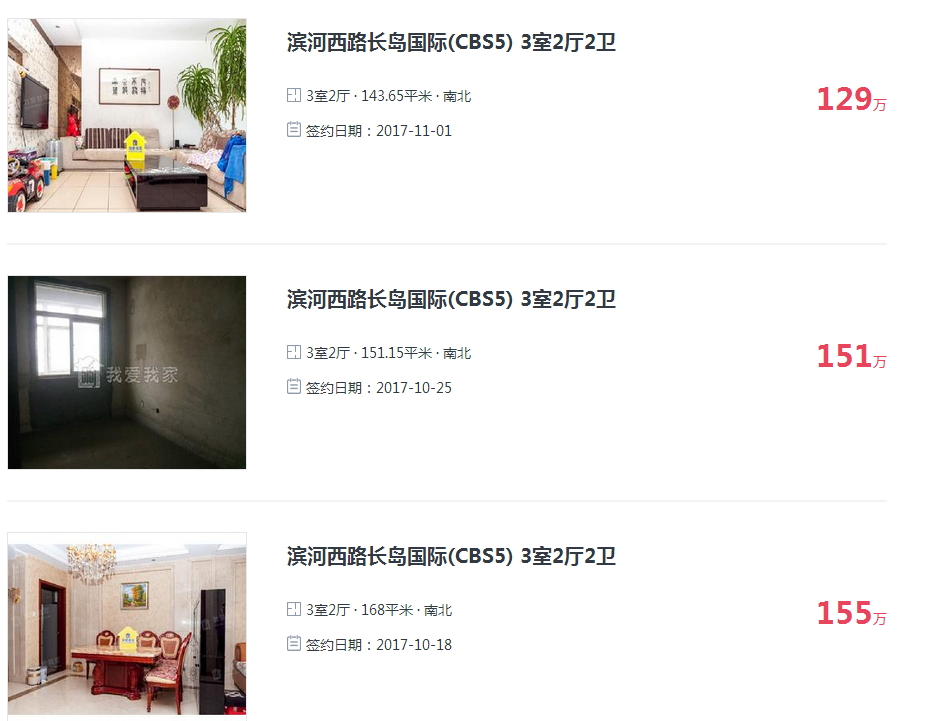 滨河西路长岛国际(CBS5) 3室2厅2卫
3室2厅 · 143.65平米 · 南北
129万
签约日期：2017-11-01
滨河西路长岛国际(CBS5) 3室2厅2卫
3室2厅 · 151.15平米 · 南北
151万
签约日期：2017-10-25
我爱我家
滨河西路长岛国际(CBS5) 3室2厅2卫
3室2厅 · 168平米 · 南北
155万
签约日期：2017-10-18